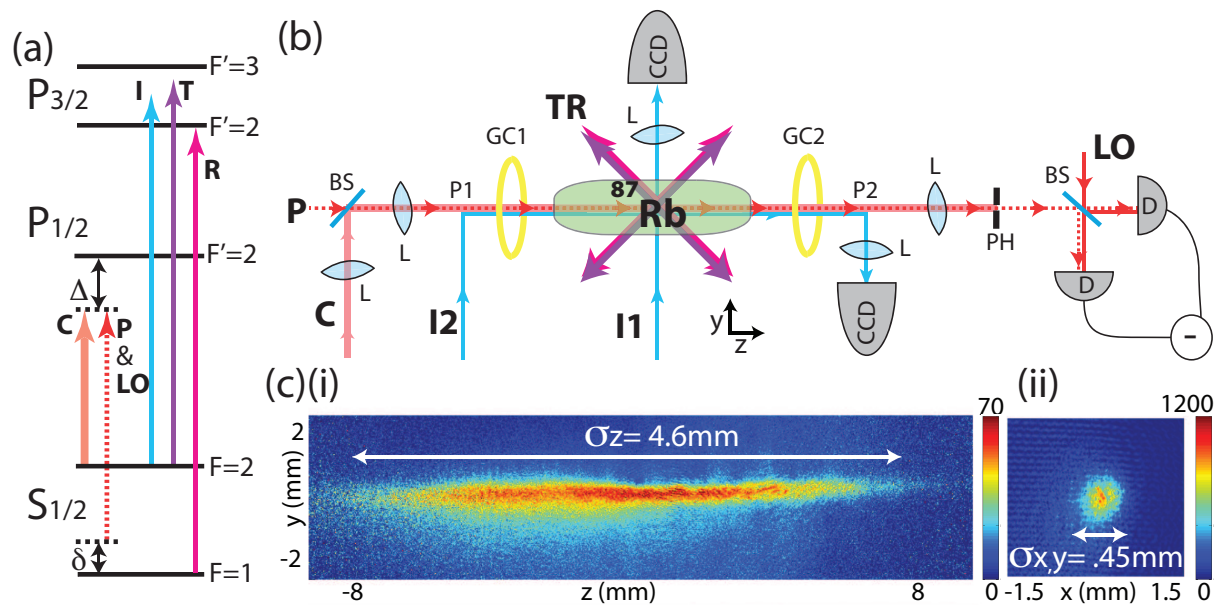 (a)
F'=3
I
T
P3/2
F'=2
R
P1/2
F'=2
Δ
C
P
&
LO
F=2
S1/2
δ
F=1
(b)
CCD
TR
L
GC1
GC2
LO
BS
P1
87
P2
L
BS
P
Rb
D
L
PH
L
L
D
C
I2
I1
y
z
CCD
-
(c)(i)
(ii)
70
1200
2
σz= 4.6mm
y (mm)
-2
σx,y= .45mm
-8
z (mm)
8
0
-1.5
x (mm)
1.5
0